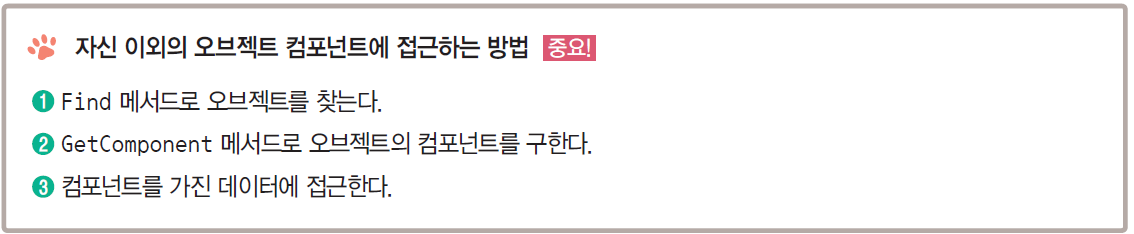 자신 이외의 오브젝트 컴포넌트에 접근하는 방법 중요!
1 Find 메서드로 오브젝트를 찾는다.
2 GetComponent 메서드로 오브젝트의 컴포넌트를 구한다.
3 컴포넌트를 가진 데이터에 접근한다.